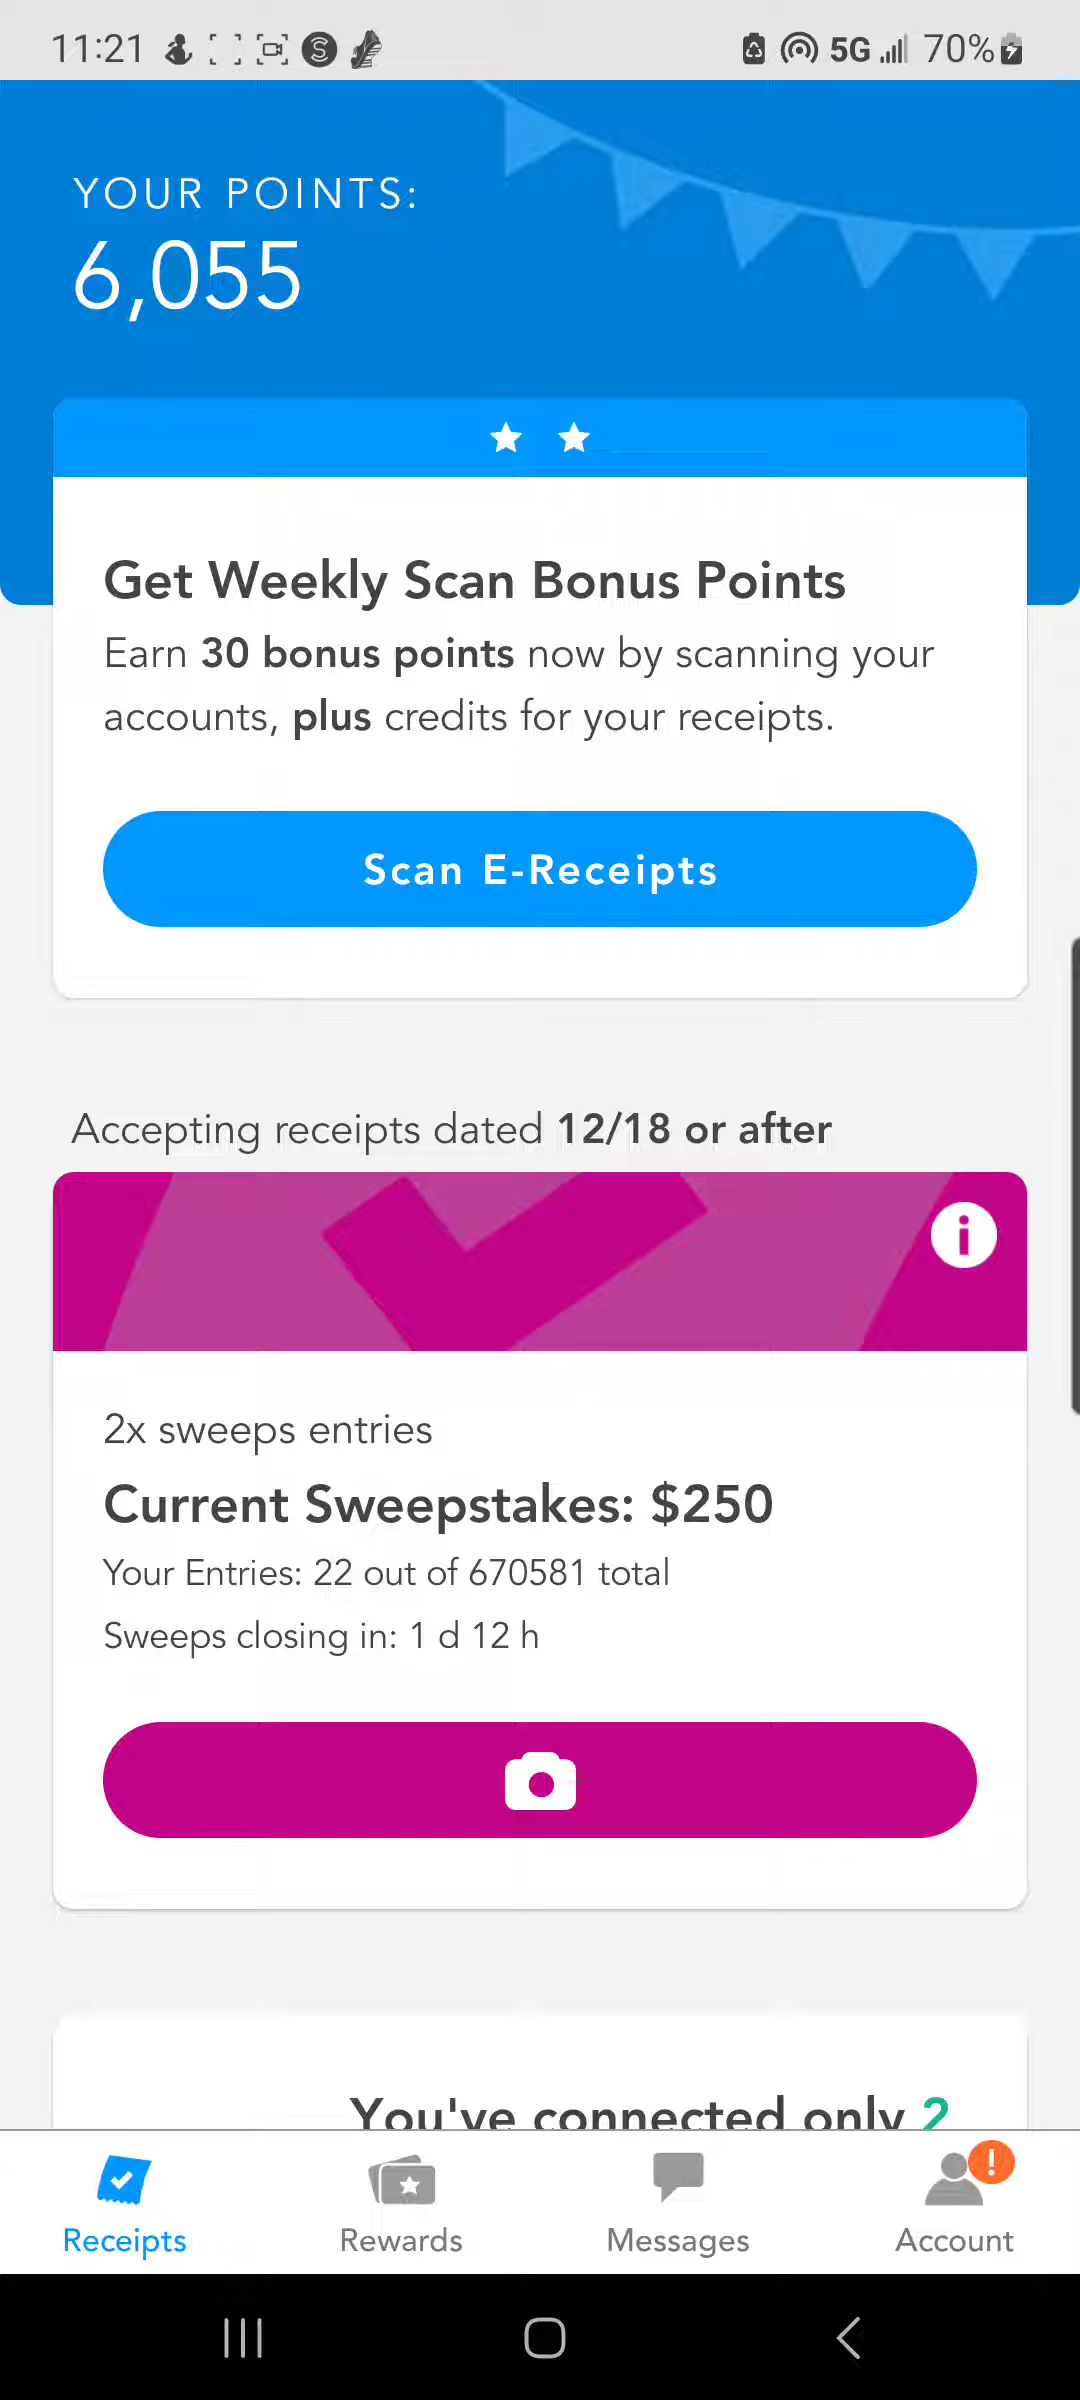 11:21 5G 70%
YOUR POINTS:
6,055
Get Weekly Scan Bonus Points
Earn 30 bonus points now by scanning your
accounts, plus credits for your receipts.
Scan E-Receipts
Accepting receipts dated 12/18 or after
i
2x sweeps entries
Current Sweepstakes: $250
Your Entries: 22 out of 670581 total
Sweeps closing in: 1 d 12 h
You've connected only 2
!
Receipts Rewards Messages Account